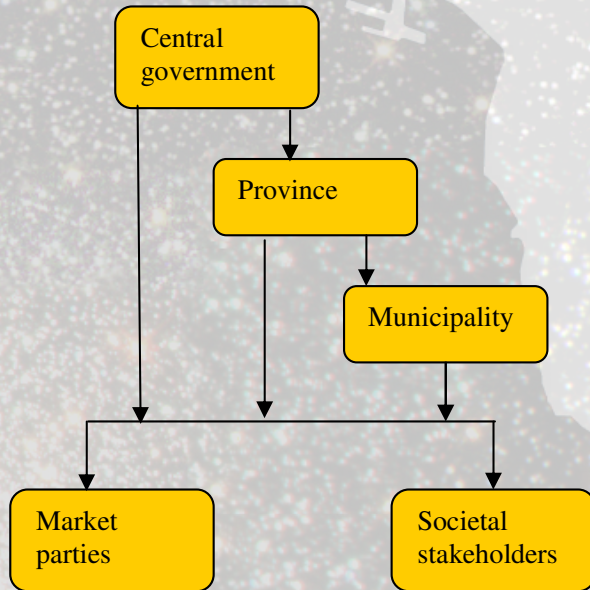 Central
government
Province
Municipality
Market
parties
Societal
stakeholders